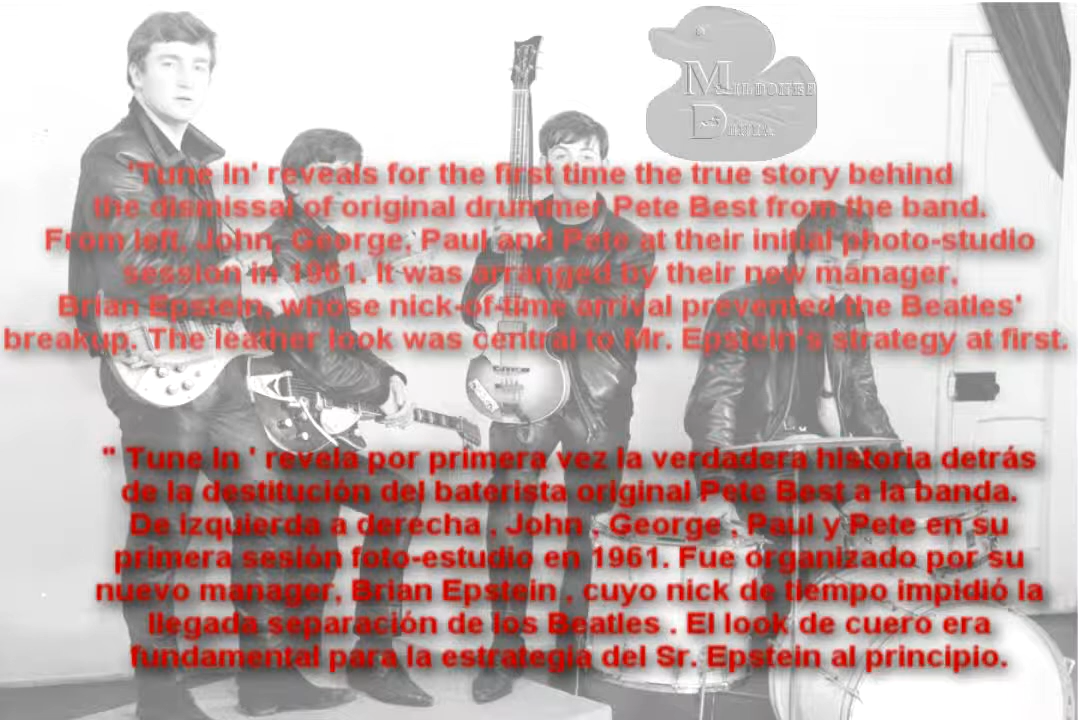 'Tune In' reveals for the first time the true story behind
the dismissal of original drummer Pete Best from the band.
From left, John, George, Paul and Pete at their initial photo-studio
session in 1961. It was arranged by their new manager,
Brian Epstein, whose nick-of-time arrival prevented the Beatles'
breakup. The leather look was central to Mr. Epstein's strategy at first.
" Tune In ' revela por primera vez la verdadera historia detrás
de la destitución del baterista original Pete Best a la banda.
De izquierda a derecha , John , George , Paul y Pete en su
primera sesión foto-estudio en 1961. Fue organizado por su
nuevo manager, Brian Epstein , cuyo nick de tiempo impidió la
llegada separación de los Beatles . El look de cuero era
fundamental para la estrategia del Sr. Epstein al principio.